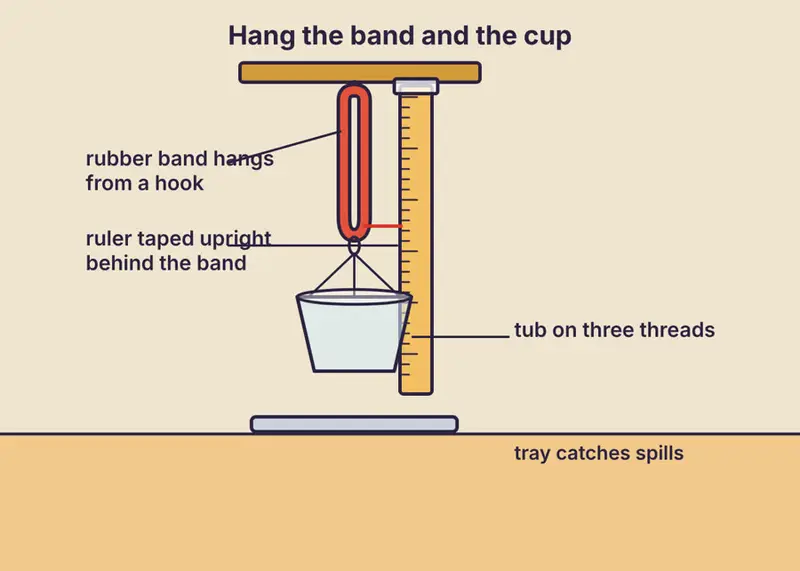 Hang the band and the cup
rubber band hangs
from a hook
ruler taped upright
behind the band
tub on three threads
tray catches spills